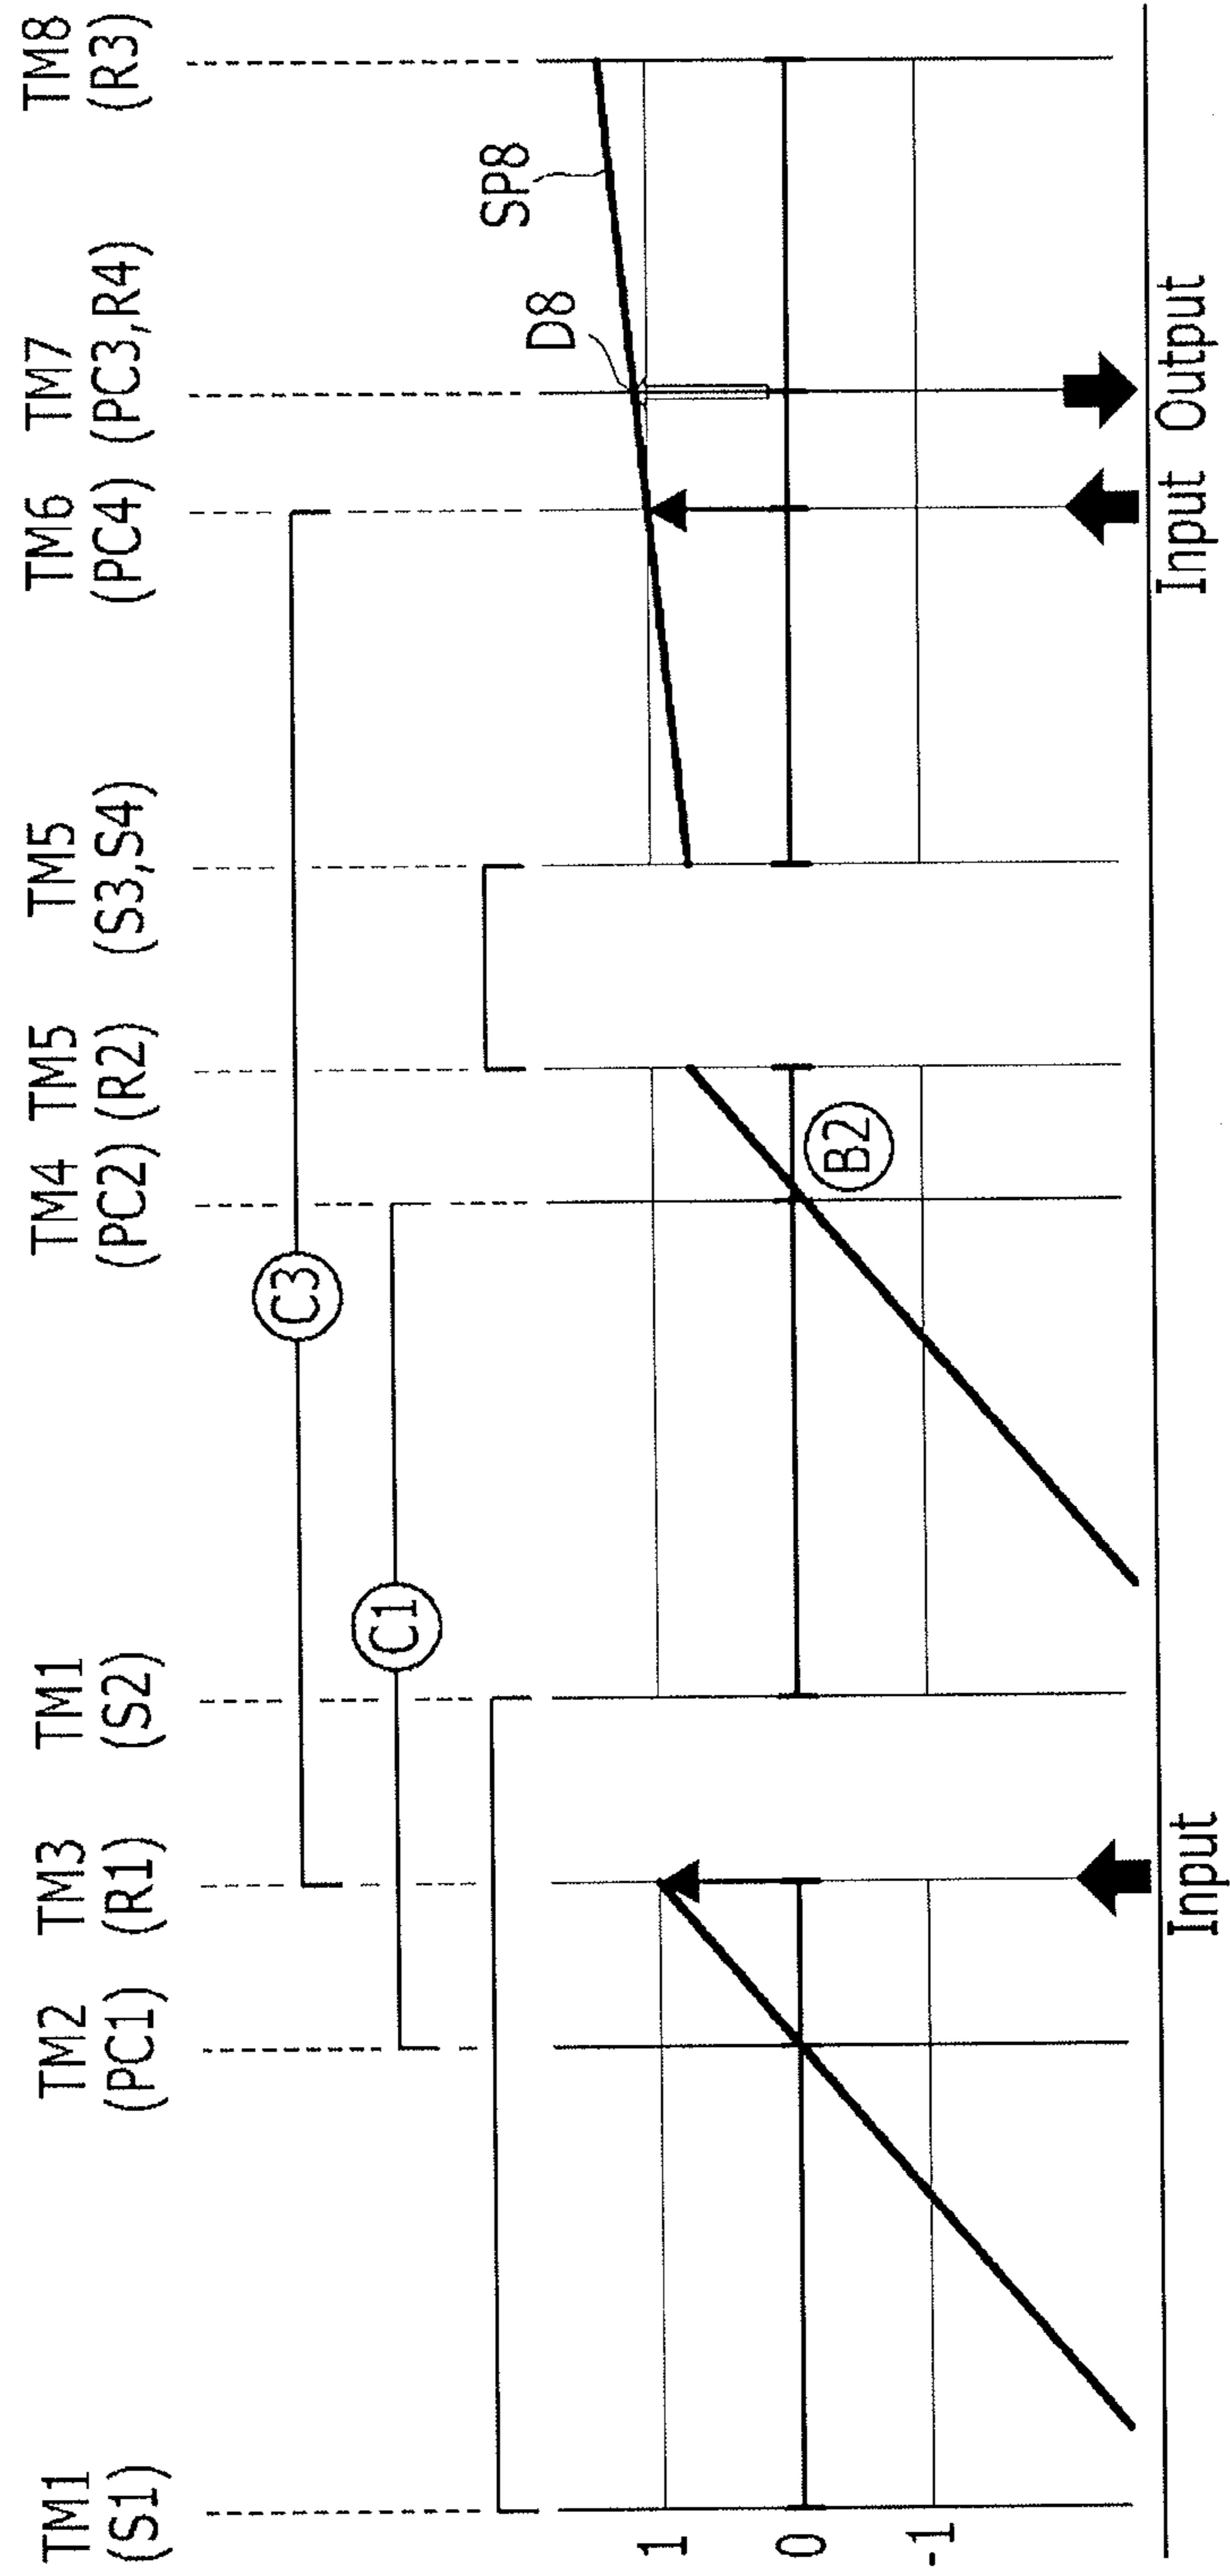 TM1 TM2 TM3 TM1 TM4 TM5 TM5 TM6 TM7 TM8
(S1) (PC1) (R1) (S2) (PC2) (R2) (S3,S4) (PC4) (PC3,R4) (R3)
C3
C1
SP8
D8
1
0
B2
-1
Input Input Output